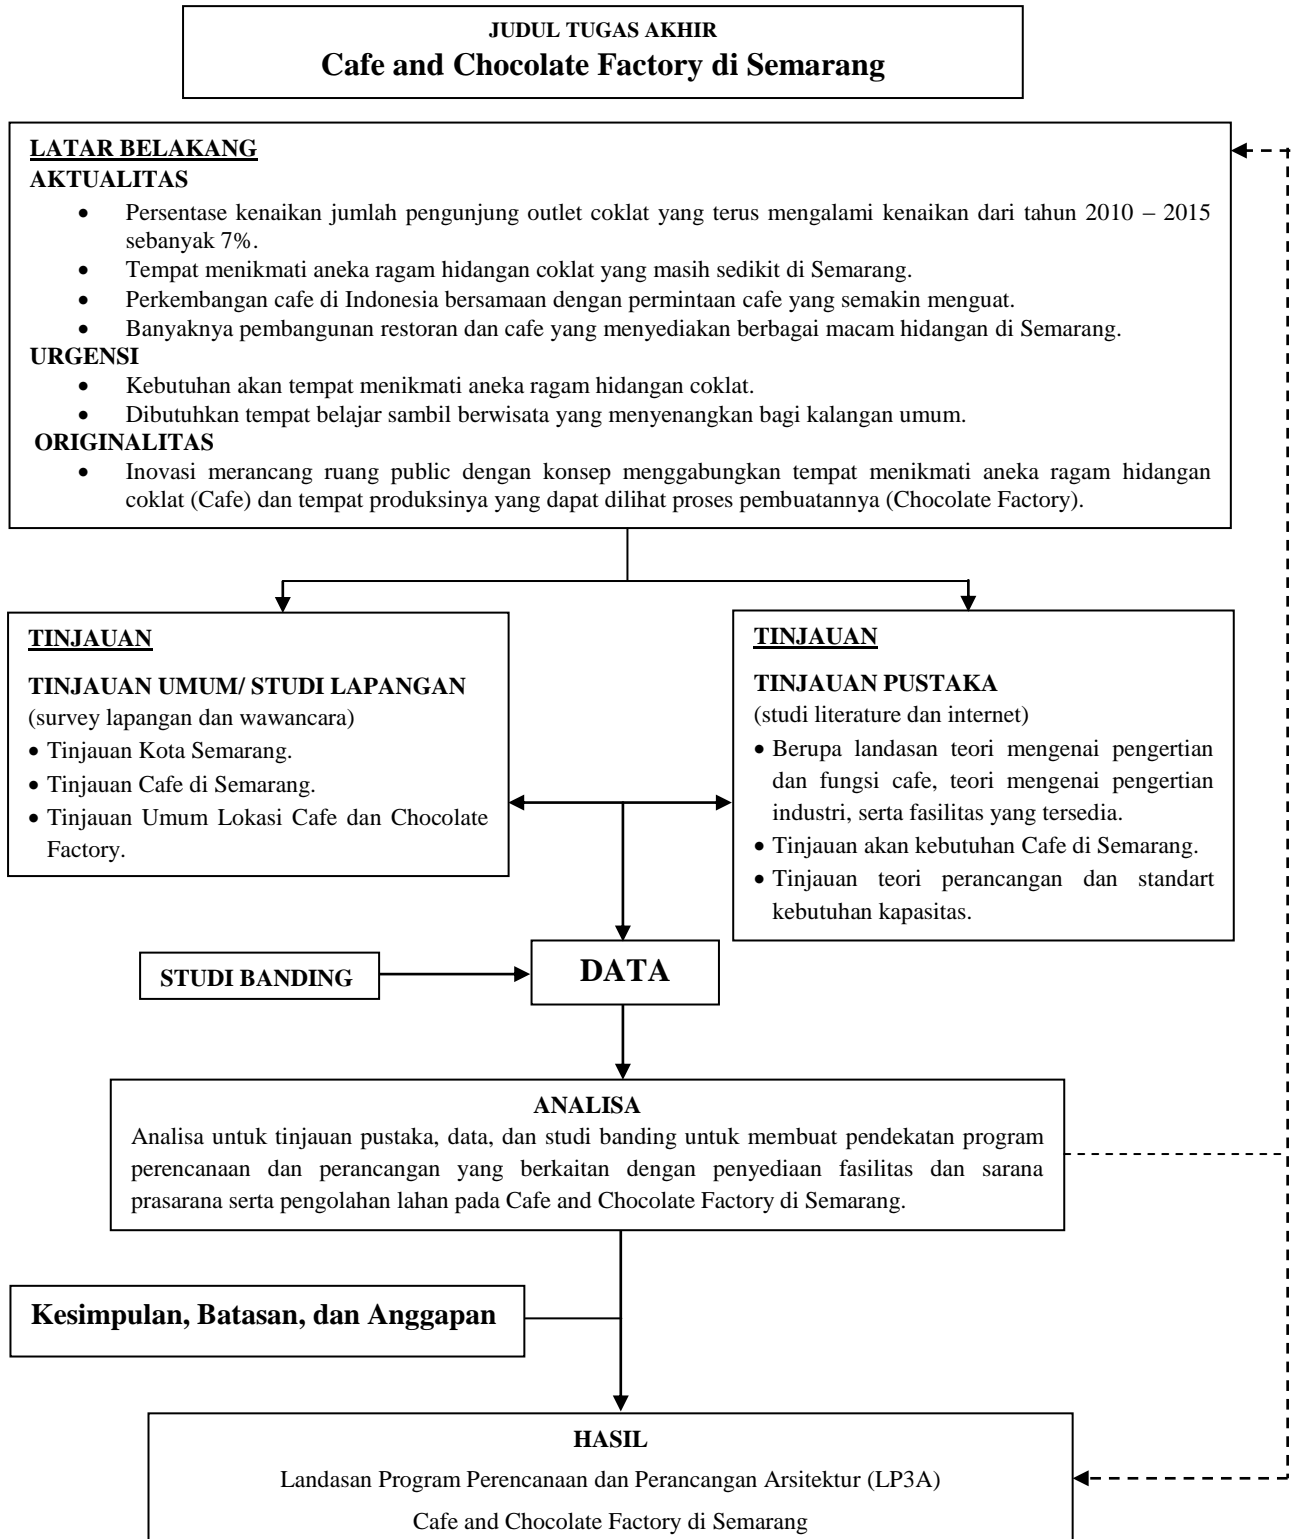 JUDUL TUGAS AKHIR
Cafe and Chocolate Factory di Semarang
LATAR BELAKANG
AKTUALITAS
• Persentase kenaikan jumlah pengunjung outlet coklat yang terus mengalami kenaikan dari tahun 2010 – 2015
sebanyak 7%.
• Tempat menikmati aneka ragam hidangan coklat yang masih sedikit di Semarang.
• Perkembangan cafe di Indonesia bersamaan dengan permintaan cafe yang semakin menguat.
• Banyaknya pembangunan restoran dan cafe yang menyediakan berbagai macam hidangan di Semarang.
URGENSI
• Kebutuhan akan tempat menikmati aneka ragam hidangan coklat.
• Dibutuhkan tempat belajar sambil berwisata yang menyenangkan bagi kalangan umum.
ORIGINALITAS
• Inovasi merancang ruang public dengan konsep menggabungkan tempat menikmati aneka ragam hidangan
coklat (Cafe) dan tempat produksinya yang dapat dilihat proses pembuatannya (Chocolate Factory).
TINJAUAN
TINJAUAN UMUM/ STUDI LAPANGAN
(survey lapangan dan wawancara)
• Tinjauan Kota Semarang.
• Tinjauan Cafe di Semarang.
• Tinjauan Umum Lokasi Cafe dan Chocolate
Factory.
TINJAUAN
TINJAUAN PUSTAKA
(studi literature dan internet)
• Berupa landasan teori mengenai pengertian
dan fungsi cafe, teori mengenai pengertian
industri, serta fasilitas yang tersedia.
• Tinjauan akan kebutuhan Cafe di Semarang.
• Tinjauan teori perancangan dan standart
kebutuhan kapasitas.
STUDI BANDING
DATA
ANALISA
Analisa untuk tinjauan pustaka, data, dan studi banding untuk membuat pendekatan program
perencanaan dan perancangan yang berkaitan dengan penyediaan fasilitas dan sarana
prasarana serta pengolahan lahan pada Cafe and Chocolate Factory di Semarang.
Kesimpulan, Batasan, dan Anggapan
HASIL
Landasan Program Perencanaan dan Perancangan Arsitektur (LP3A)
Cafe and Chocolate Factory di Semarang